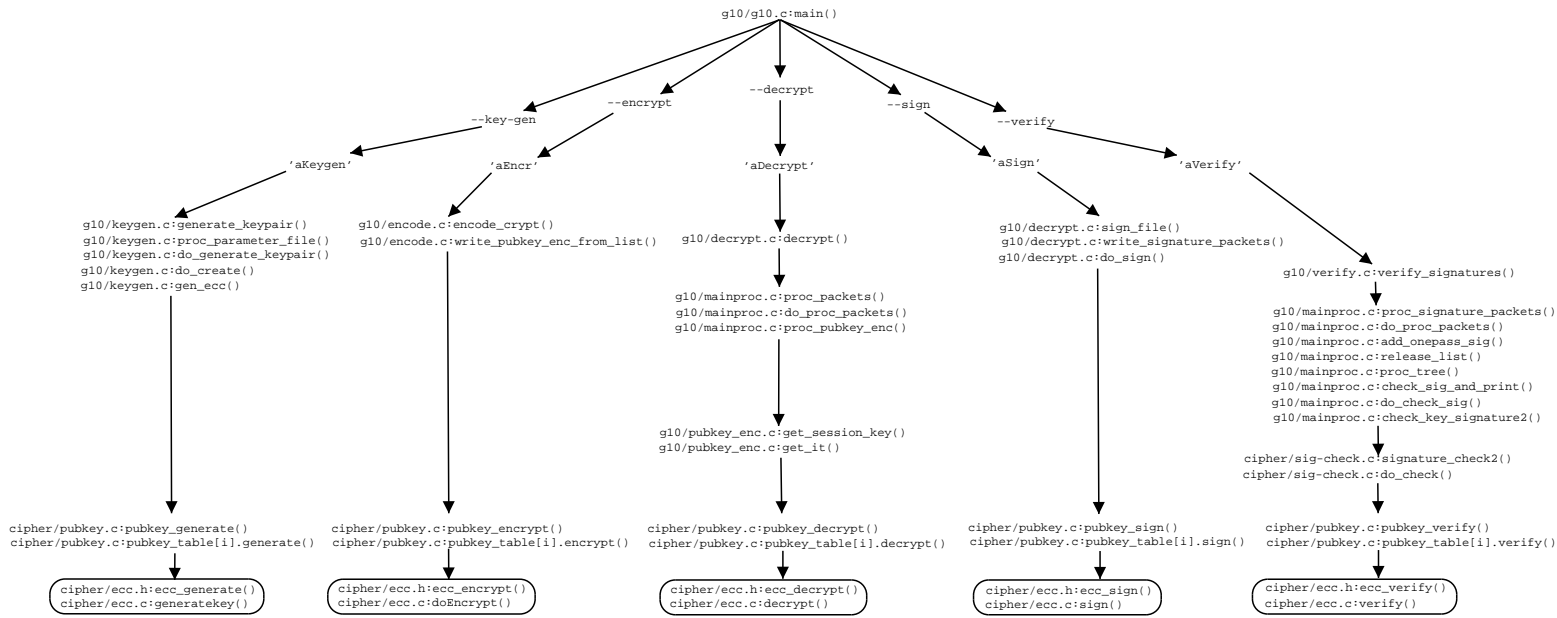 g10/g10.c:main()
--key-gen
--encrypt
--decrypt
--sign
--verify
'aKeygen'
'aEncr'
'aDecrypt'
'aSign'
'aVerify'
g10/keygen.c:generate_keypair()
g10/keygen.c:proc_parameter_file()
g10/keygen.c:do_generate_keypair()
g10/keygen.c:do_create()
g10/keygen.c:gen_ecc()
cipher/pubkey.c:pubkey_generate()
cipher/pubkey.c:pubkey_table[i].generate()
cipher/ecc.h:ecc_generate()
cipher/ecc.c:generatekey()
g10/encode.c:encode_crypt()
g10/encode.c:write_pubkey_enc_from_list()
cipher/pubkey.c:pubkey_encrypt()
cipher/pubkey.c:pubkey_table[i].encrypt()
cipher/ecc.h:ecc_encrypt()
cipher/ecc.c:doEncrypt()
g10/decrypt.c:decrypt()
g10/mainproc.c:proc_packets()
g10/mainproc.c:do_proc_packets()
g10/mainproc.c:proc_pubkey_enc()
g10/pubkey_enc.c:get_session_key()
g10/pubkey_enc.c:get_it()
cipher/pubkey.c:pubkey_decrypt()
cipher/pubkey.c:pubkey_table[i].decrypt()
cipher/ecc.h:ecc_decrypt()
cipher/ecc.c:decrypt()
g10/decrypt.c:sign_file()
g10/decrypt.c:write_signature_packets()
g10/decrypt.c:do_sign()
cipher/pubkey.c:pubkey_sign()
cipher/pubkey.c:pubkey_table[i].sign()
cipher/ecc.h:ecc_sign()
cipher/ecc.c:sign()
g10/verify.c:verify_signatures()
g10/mainproc.c:proc_signature_packets()
g10/mainproc.c:do_proc_packets()
g10/mainproc.c:add_onepass_sig()
g10/mainproc.c:release_list()
g10/mainproc.c:proc_tree()
g10/mainproc.c:check_sig_and_print()
g10/mainproc.c:do_check_sig()
g10/mainproc.c:check_key_signature2()
cipher/sig-check.c:signature_check2()
cipher/sig-check.c:do_check()
cipher/pubkey.c:pubkey_verify()
cipher/pubkey.c:pubkey_table[i].verify()
cipher/ecc.h:ecc_verify()
cipher/ecc.c:verify()